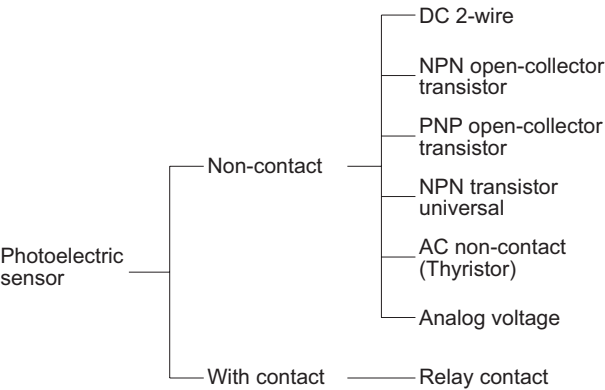 DC 2-wire
NPN open-collector
transistor
PNP open-collector
transistor
Non-contact
NPN transistor
universal
Photoelectric
sensor
AC non-contact
(Thyristor)
Analog voltage
With contact
Relay contact